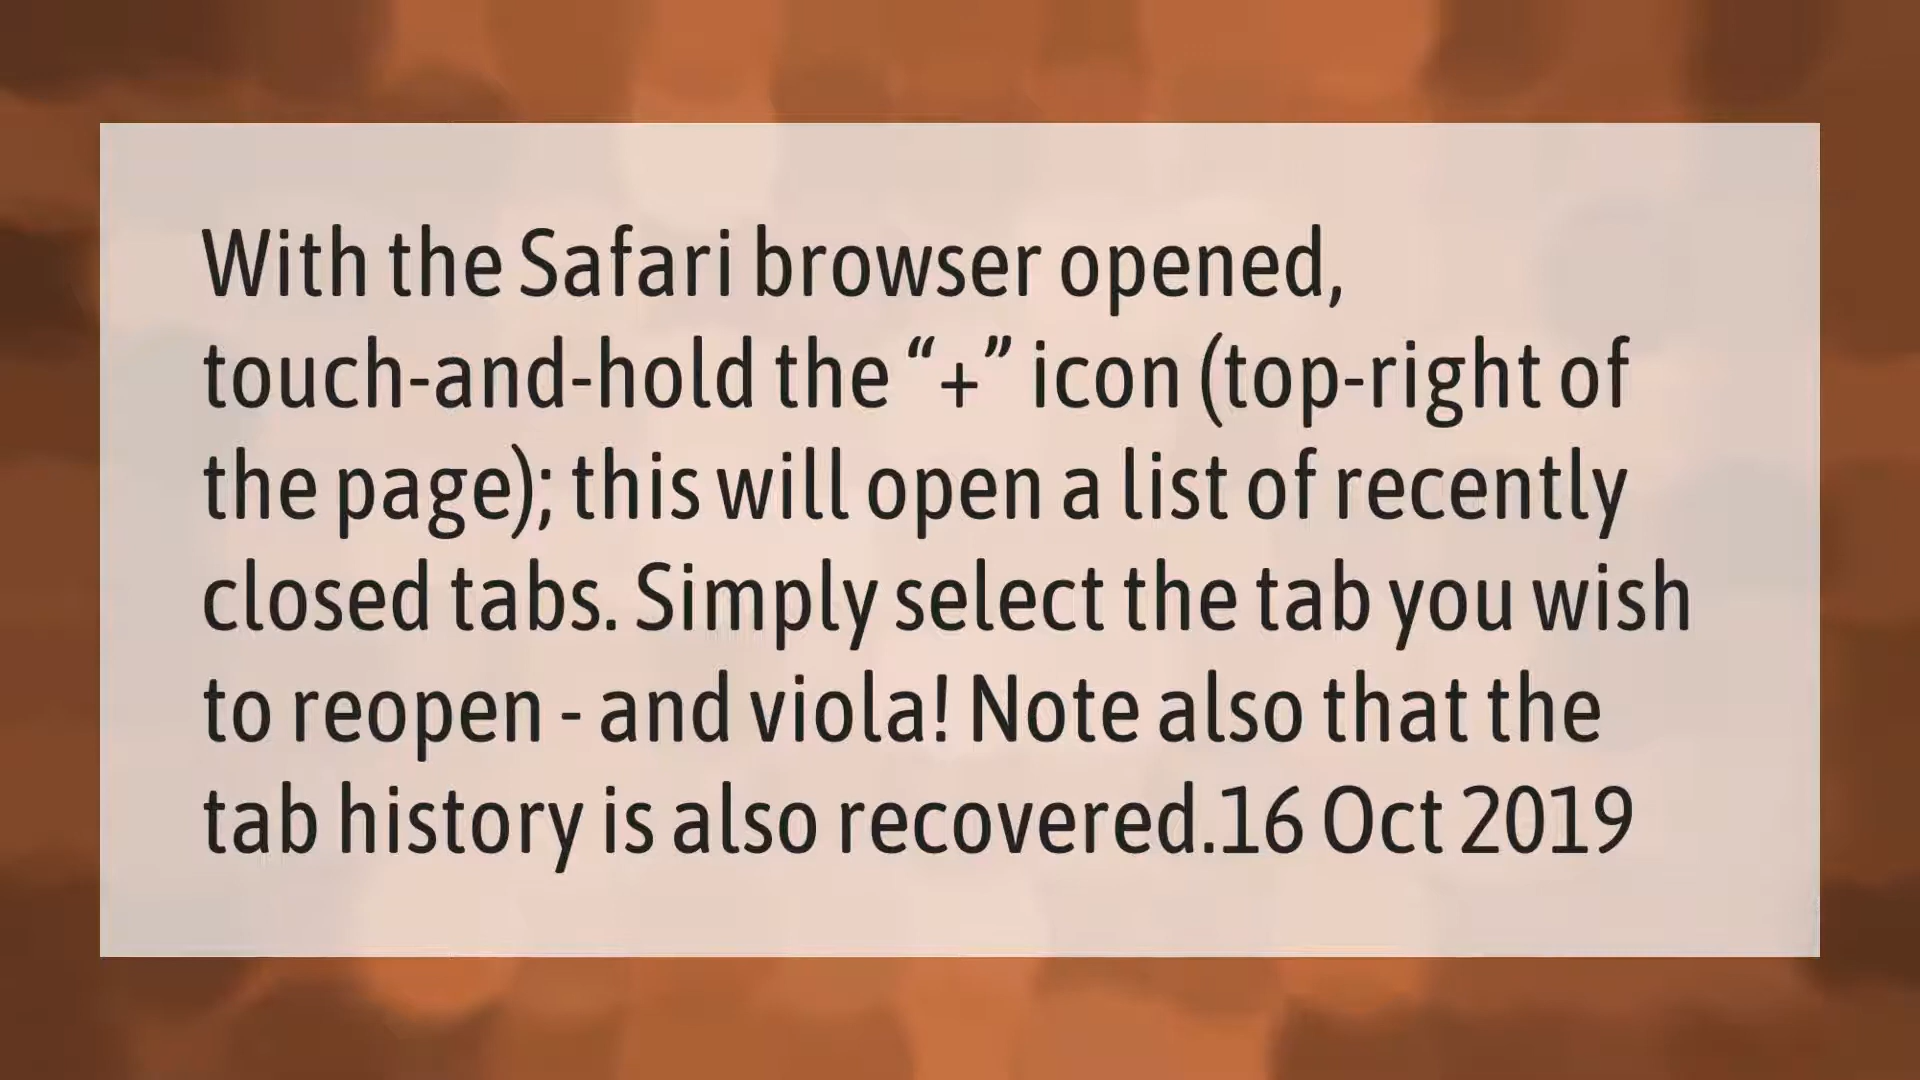 With the Safari browser opened,
touch-and-hold the “+” icon (top-right of
the page); this will open a list of recently
closed tabs. Simply select the tab you wish
to reopen - and viola! Note also that the
tab history is also recovered.16 Oct 2019